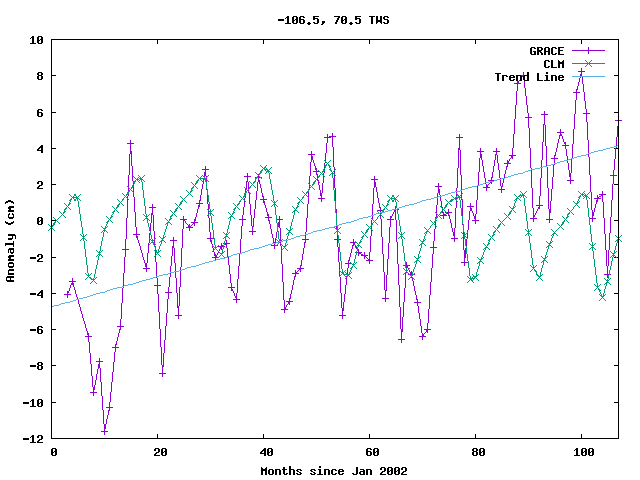 -106.5, 70.5 TWS
GRACE
CLM
Trend Line
10
8
6
4
2
0
-2
-4
-6
-8
-10
-12
Anomaly (cm)
0 20 40 60 80 100
Months since Jan 2002